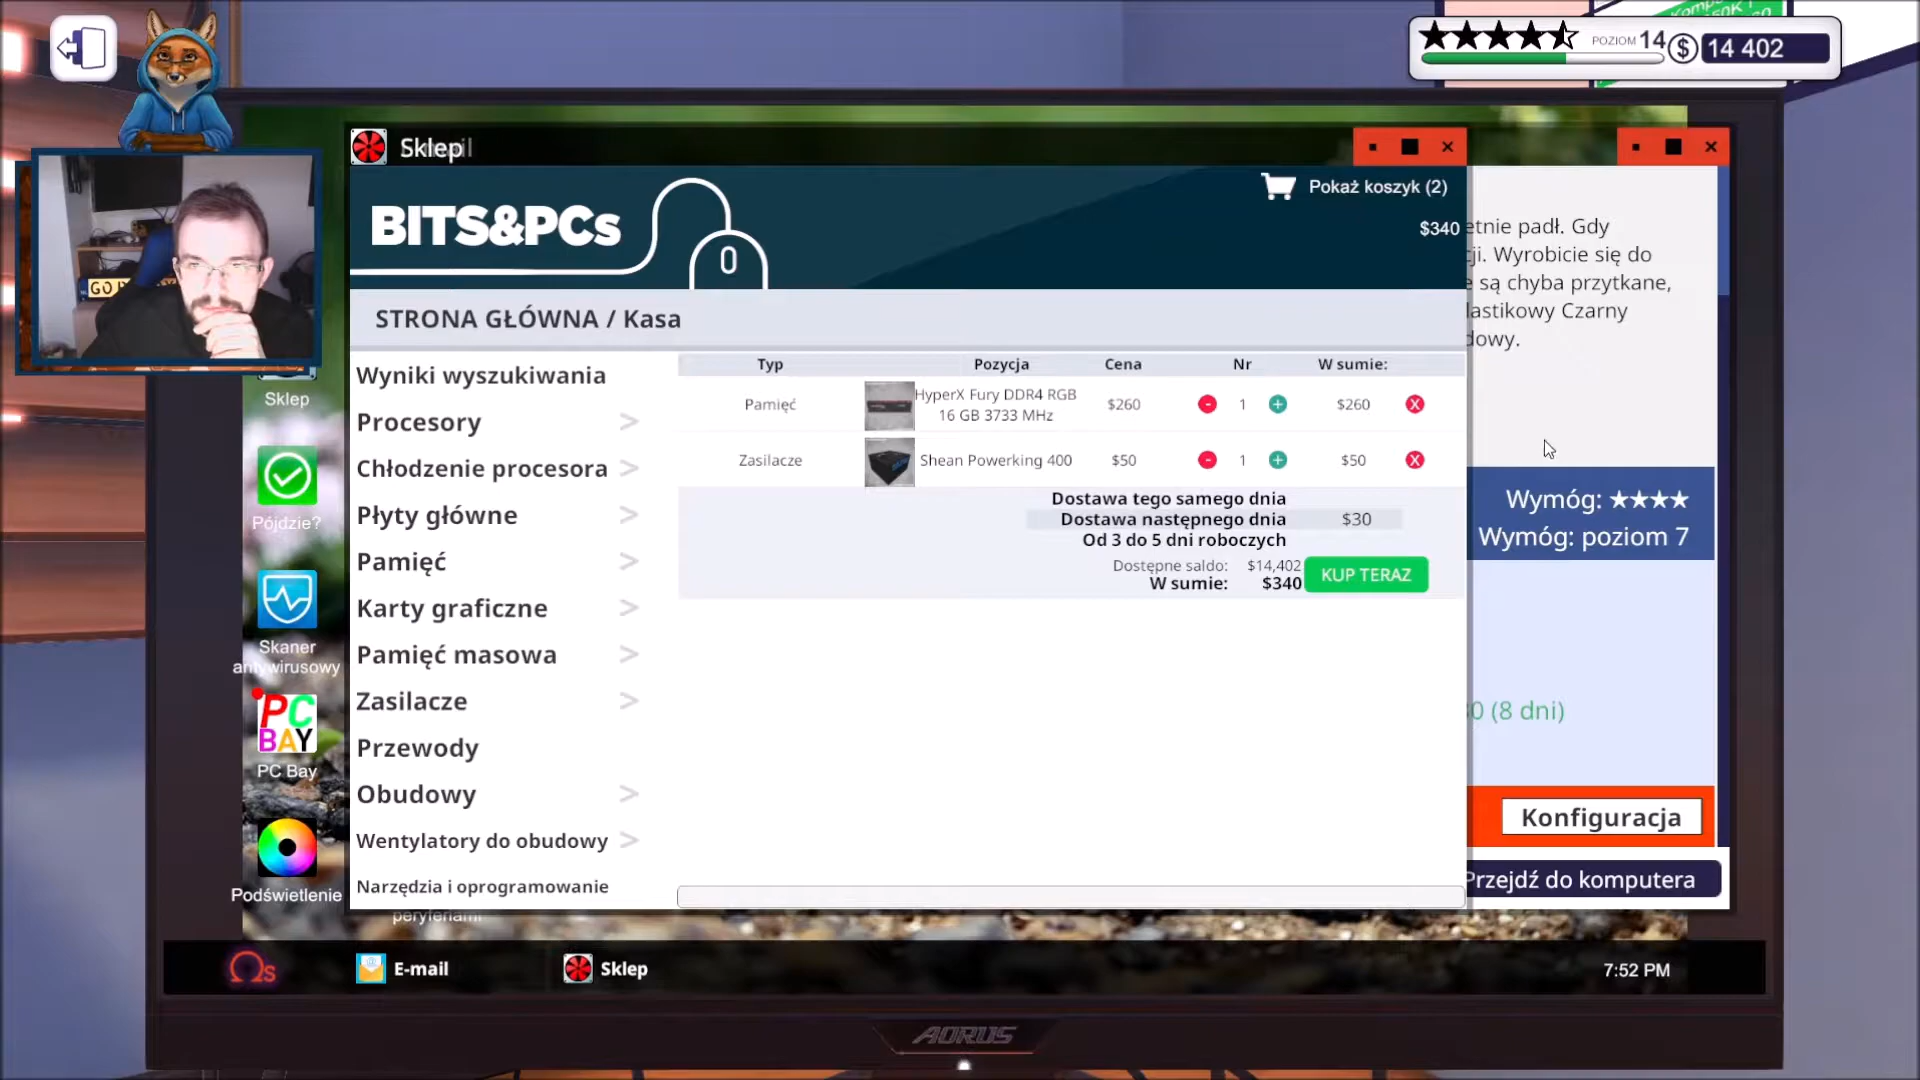 POZIOM 14
$ 14 402
Sklep
BITS&PCs
Pokaż koszyk (2)
$340
STRONA GŁÓWNA / Kasa
Wyniki wyszukiwania
Procesory >
Chłodzenie procesora >
Płyty główne >
Pamięć >
Karty graficzne >
Pamięć masowa >
Zasilacze >
Przewody
Obudowy >
Wentylatory do obudowy >
Narzędzia i oprogramowanie
peryferiami
Typ Pozycja Cena Nr W sumie:
Pamięć HyperX Fury DDR4 RGB 16 GB 3733 MHz $260 - 1 + $260 X
Zasilacze Shean Powerking 400 $50 - 1 + $50 X
Dostawa tego samego dnia
Dostawa następnego dnia $30
Od 3 do 5 dni roboczych
Dostępne saldo: $14,402
W sumie: $340
KUP TERAZ
etnie padł. Gdy
ji. Wyrobicie się do
e są chyba przytkane,
lastikowy Czarny
dowy.
Wymóg: ★★★★
Wymóg: poziom 7
0 (8 dni)
Konfiguracja
Przejdź do komputera
Sklep
Pójdzie?
Skaner
antywirusowy
PC
BAY
PC Bay
Podświetlenie
E-mail
Sklep
7:52 PM
AORUS